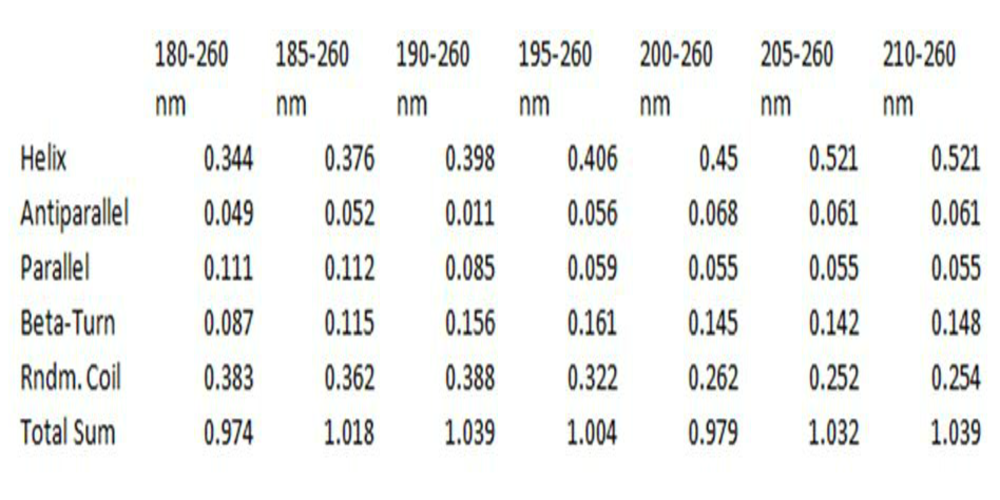 180-260 185-260 190-260 195-260 200-260 205-260 210-260
nm nm nm nm nm nm nm
Helix 0.344 0.376 0.398 0.406 0.45 0.521 0.521
Antiparallel 0.049 0.052 0.011 0.056 0.068 0.061 0.061
Parallel 0.111 0.112 0.085 0.059 0.055 0.055 0.055
Beta-Turn 0.087 0.115 0.156 0.161 0.145 0.142 0.148
Rndm. Coil 0.383 0.362 0.388 0.322 0.262 0.252 0.254
Total Sum 0.974 1.018 1.039 1.004 0.979 1.032 1.039